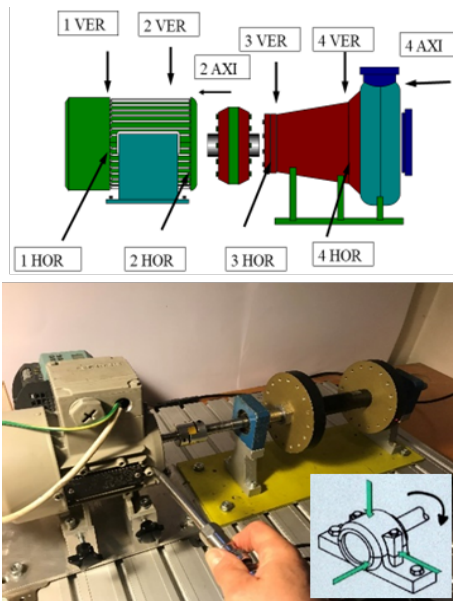 1 VER
2 VER
3 VER
4 VER
4 AXI
2 AXI
1 HOR
2 HOR
3 HOR
4 HOR